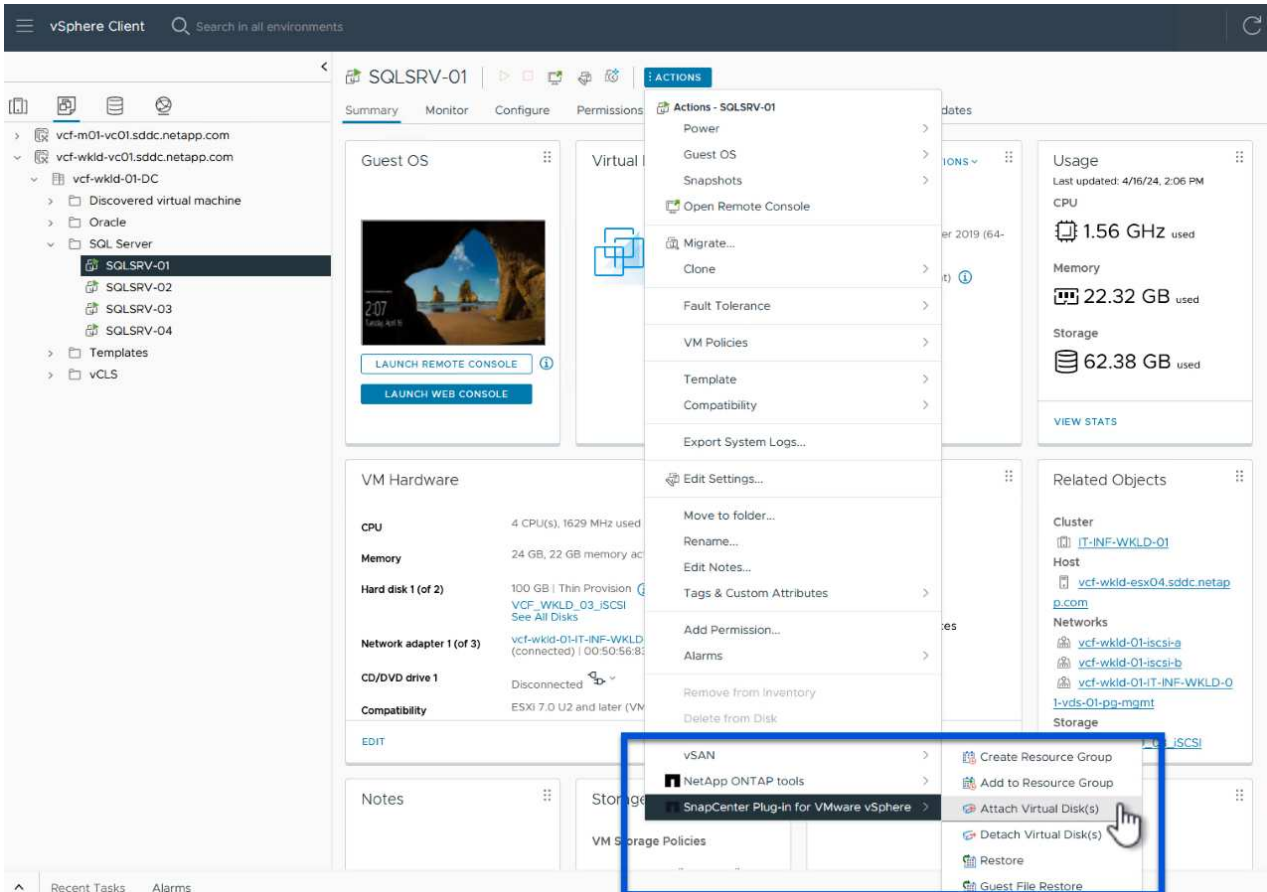 vSphere Client
Search in all environments
SQLSRV-01
ACTIONS
Summary
Monitor
Configure
Permissions
dates
vcf-m01-vc01.sddc.netapp.com
vcf-wkld-vc01.sddc.netapp.com
vcf-wkld-01-DC
Discovered virtual machine
Oracle
SQL Server
SQLSRV-01
SQLSRV-02
SQLSRV-03
SQLSRV-04
Templates
vCLS
Guest OS
2:07
Tuesday, April 16
LAUNCH REMOTE CONSOLE
LAUNCH WEB CONSOLE
Virtual
IONS
er 2019 (64-
it)
Actions - SQLSRV-01
Power
Guest OS
Snapshots
Open Remote Console
Migrate...
Clone
Fault Tolerance
VM Policies
Template
Compatibility
Export System Logs...
Edit Settings...
Move to folder...
Rename...
Edit Notes...
Tags & Custom Attributes
Add Permission...
Alarms
Remove from Inventory
Delete from Disk
vSAN
NetApp ONTAP tools
SnapCenter Plug-in for VMware vSphere
Create Resource Group
Add to Resource Group
Attach Virtual Disk(s)
Detach Virtual Disk(s)
Restore
Guest File Restore
Usage
Last updated: 4/16/24, 2:06 PM
CPU
1.56 GHz used
Memory
22.32 GB used
Storage
62.38 GB used
VIEW STATS
VM Hardware
CPU
4 CPU(s), 1629 MHz used
Memory
24 GB, 22 GB memory ac
Hard disk 1 (of 2)
100 GB | Thin Provision
VCF_WKLD_03_iSCSI
See All Disks
Network adapter 1 (of 3)
vcf-wkld-01-IT-INF-WKLD-
(connected) | 00:50:56:83
CD/DVD drive 1
Disconnected
Compatibility
ESXi 7.0 U2 and later (VM
EDIT
es
Related Objects
Cluster
IT-INF-WKLD-01
Host
vcf-wkld-esx04.sddc.netap
p.com
Networks
vcf-wkld-01-iscsi-a
vcf-wkld-01-iscsi-b
vcf-wkld-01-IT-INF-WKLD-0
1-vds-01-pg-mgmt
Storage
_03_iSCSI
Notes
Storage
VM Storage Policies
Recent Tasks
Alarms